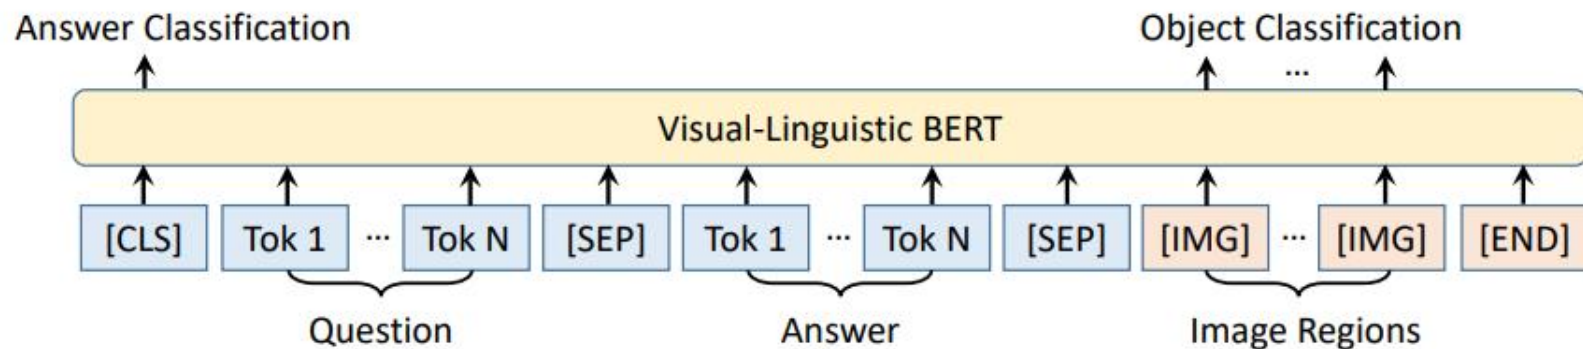 Answer Classification Object Classification
...
Visual-Linguistic BERT
[CLS] Tok 1 ... Tok N [SEP] Tok 1 ... Tok N [SEP] [IMG] ... [IMG] [END]
Question Answer Image Regions